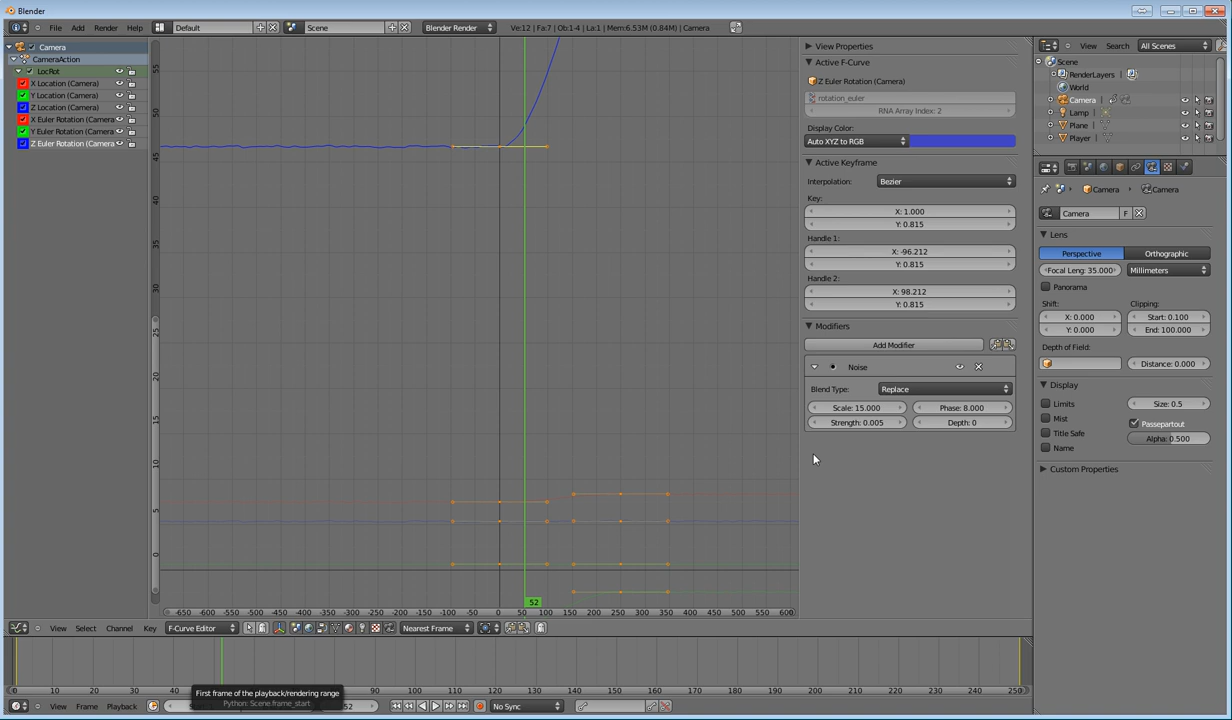 Blender
File
Add
Render
Help
Default
Scene
Blender Render
Ve:12 | Fa:7 | Ob:1-4 | La:1 | Mem:6.53M (0.84M) | Camera
Camera
CameraAction
LocRot
X Location (Camera)
Y Location (Camera)
Z Location (Camera)
X Euler Rotation (Camera
Y Euler Rotation (Camera
Z Euler Rotation (Camera
55
50
45
40
35
30
25
20
15
10
5
0
-650 -600 -550 -500 -450 -400 -350 -300 -250 -200 -150 -100 -50 0 50 100 150 200 250 300 350 400 450 500 550 600
52
View Properties
Active F-Curve
Z Euler Rotation (Camera)
rotation_euler
RNA Array Index: 2
Display Color:
Auto XYZ to RGB
Active Keyframe
Interpolation:
Bezier
Key:
X: 1.000
Y: 0.815
Handle 1:
X: -96.212
Y: 0.815
Handle 2:
X: 98.212
Y: 0.815
Modifiers
Add Modifier
Noise
Blend Type:
Replace
Scale: 15.000
Phase: 8.000
Strength: 0.005
Depth: 0
View
Search
All Scenes
Scene
RenderLayers
World
Camera
Lamp
Plane
Player
Camera
Camera
Camera
F
Lens
Perspective
Orthographic
Focal Len: 35.000
Millimeters
Panorama
Shift:
Clipping:
X: 0.000
Start: 0.100
Y: 0.000
End: 100.000
Depth of Field:
Distance: 0.000
Display
Limits
Size: 0.5
Mist
Passepartout
Title Safe
Alpha: 0.500
Name
Custom Properties
View
Select
Channel
Key
F-Curve Editor
Nearest Frame
0 10 20 30 40 90 100 110 120 130 140 150 160 170 180 190 200 210 220 230 240 250
First frame of the playback/rendering range
Python: Scene.frame_start
View
Frame
Playback
52
No Sync